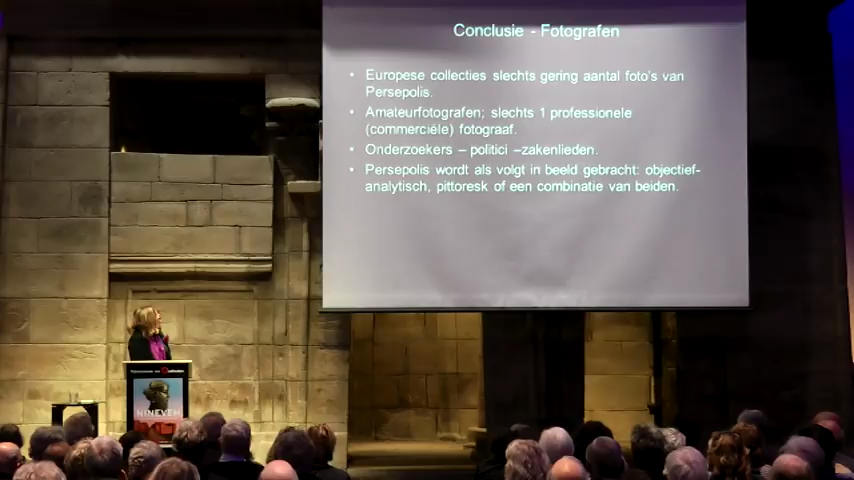 Conclusie - Fotografen
• Europese collecties slechts gering aantal foto's van
Persepolis.
• Amateurfotografen; slechts 1 professionele
(commerciële) fotograaf.
• Onderzoekers – politici –zakenlieden.
• Persepolis wordt als volgt in beeld gebracht: objectief-
analytisch, pittoresk of een combinatie van beiden.
NINEVEH